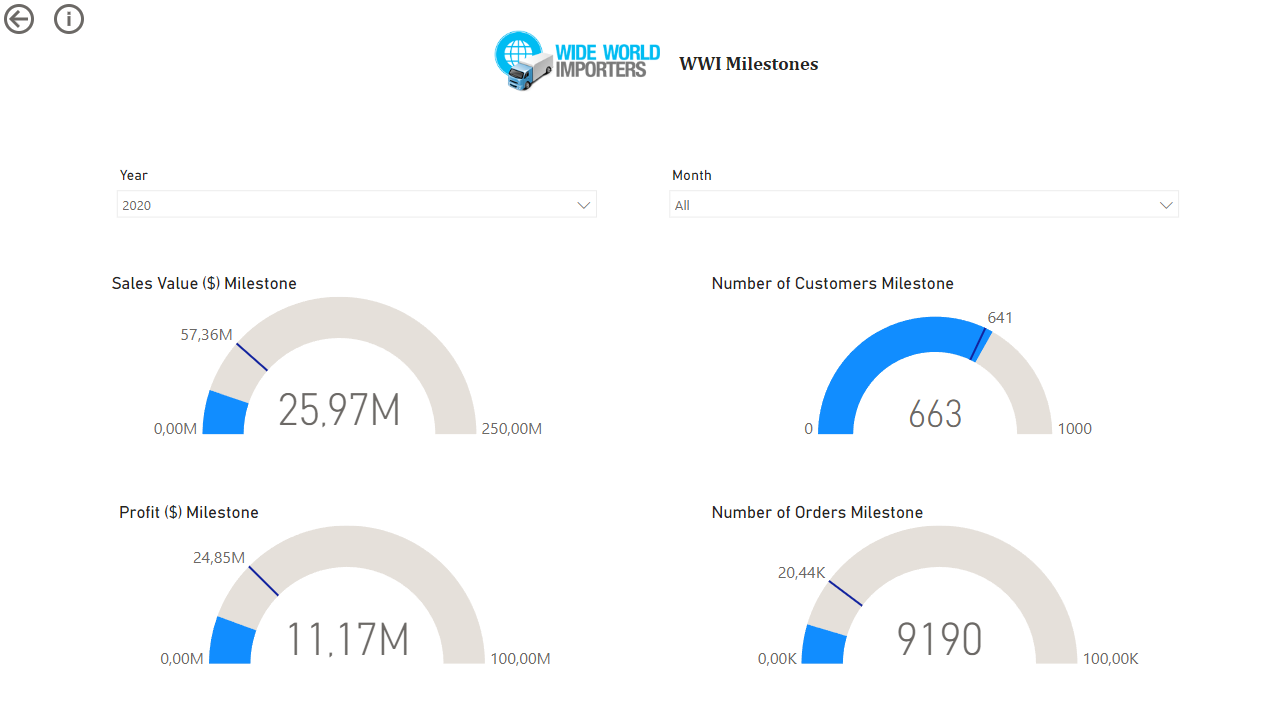 WIDE WORLD
IMPORTERS
WWI Milestones
Year
Month
2020
All
Sales Value ($) Milestone
57,36M
25,97M
0,00M
250,00M
Number of Customers Milestone
641
663
0
1000
Profit ($) Milestone
24,85M
11,17M
0,00M
100,00M
Number of Orders Milestone
20,44K
9190
0,00K
100,00K